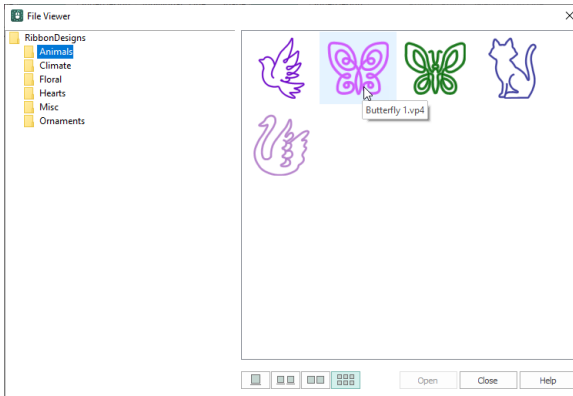 File Viewer
RibbonDesigns
Animals
Climate
Floral
Hearts
Misc
Ornaments
Butterfly 1.vp4
Open
Close
Help